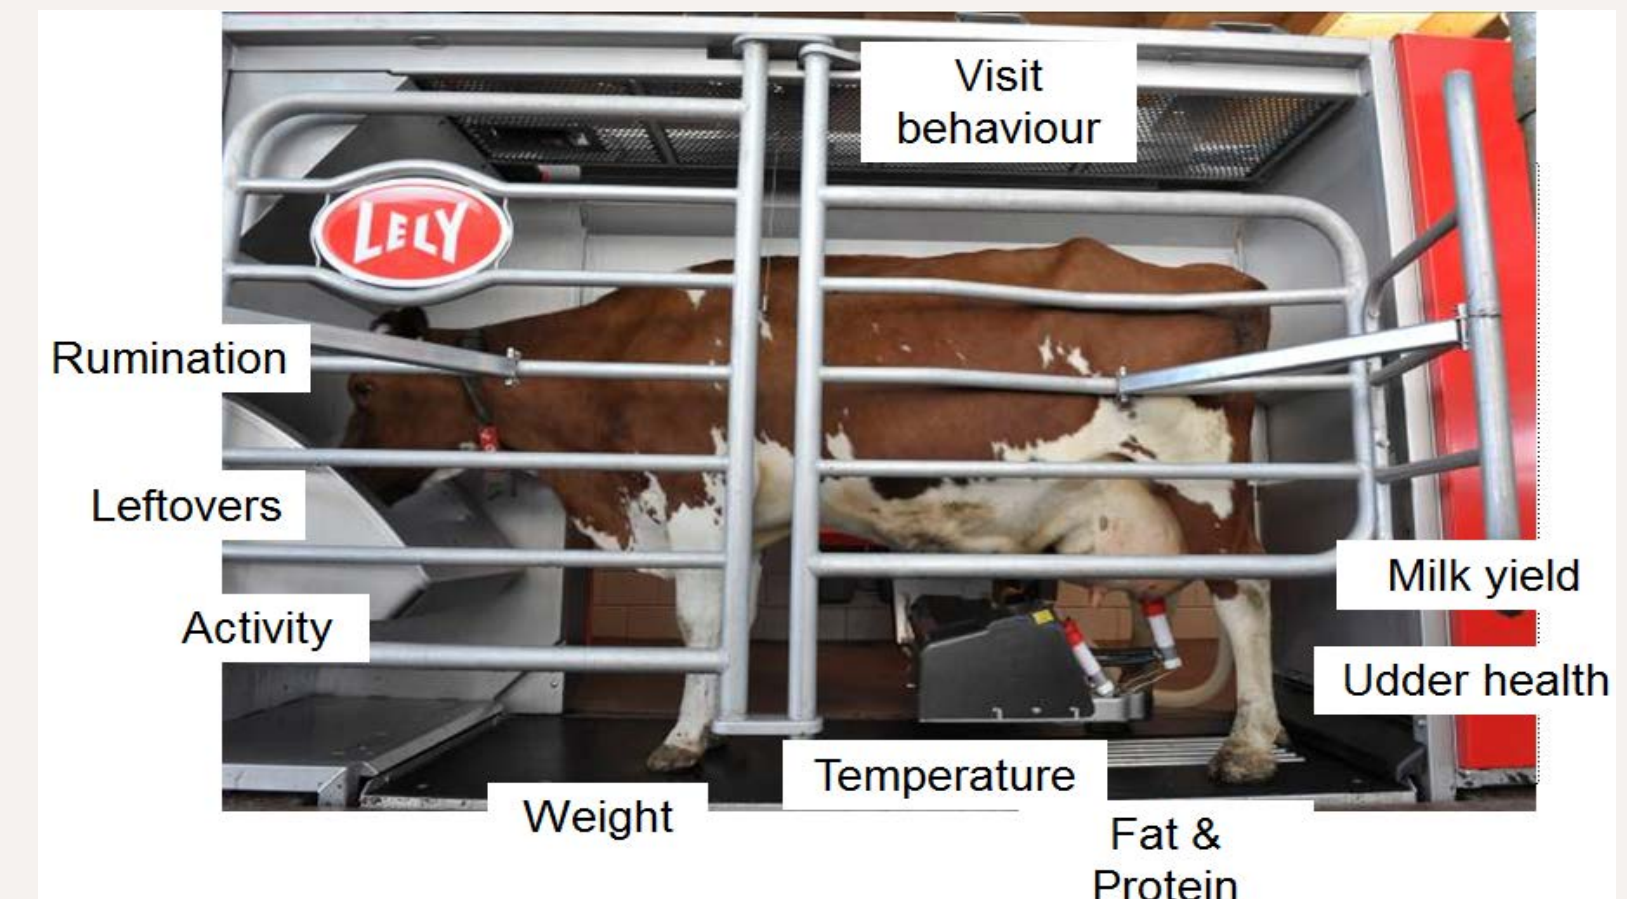 Visit
behaviour
LELY
Rumination
Leftovers
Activity
Milk yield
Udder health
Temperature
Weight
Fat &
Protein